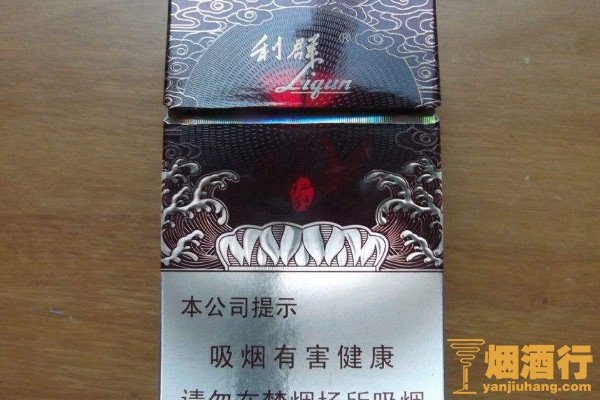 利群®
Liqun
本公司提示
吸烟有害健康
请勿在禁烟场所吸烟
烟酒行
yanjiuhang.com